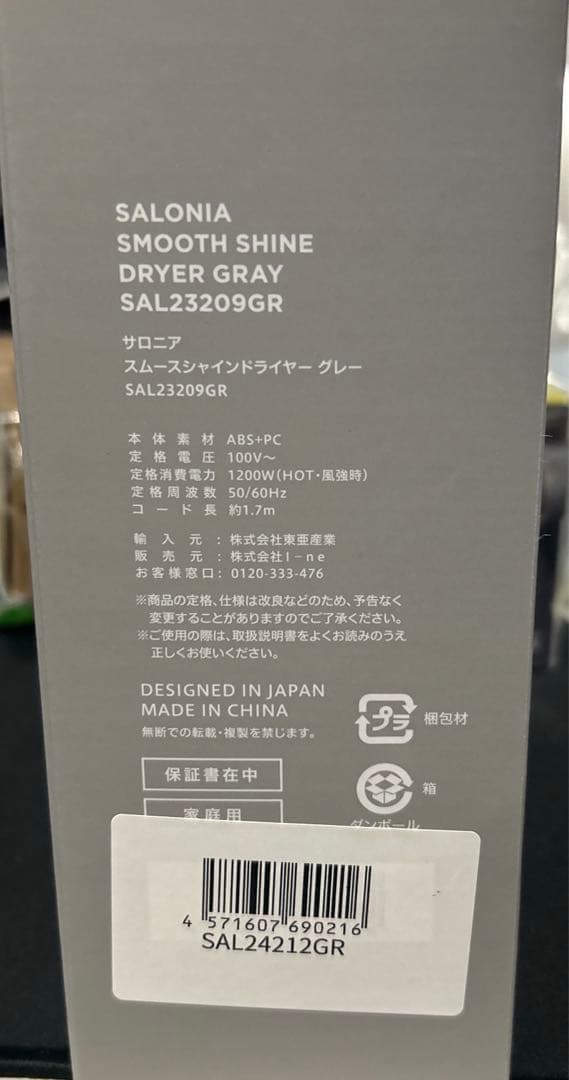 SALONIA
SMOOTH SHINE
DRYER GRAY
SAL23209GR
サロニア
スムースシャインドライヤー グレー
SAL23209GR
本体素材 ABS+PC
定格電圧 100V〜
定格消費電力 1200W(HOT・風強時)
定格周波数 50/60Hz
コード長 約1.7m
輸入元:株式会社東亜産業
販売元:株式会社I-ne
お客様窓口:0120-333-476
※商品の定格、仕様は改良などのため、予告なく
変更することがありますのでご了承ください。
※ご使用の際は、取扱説明書をよくお読みのうえ
正しくお使いください。
DESIGNED IN JAPAN
MADE IN CHINA
無断での転載・複製を禁じます。
プラ 梱包材
保証書在中
箱
家庭用
ダンボール
4 571607 690216
SAL24212GR